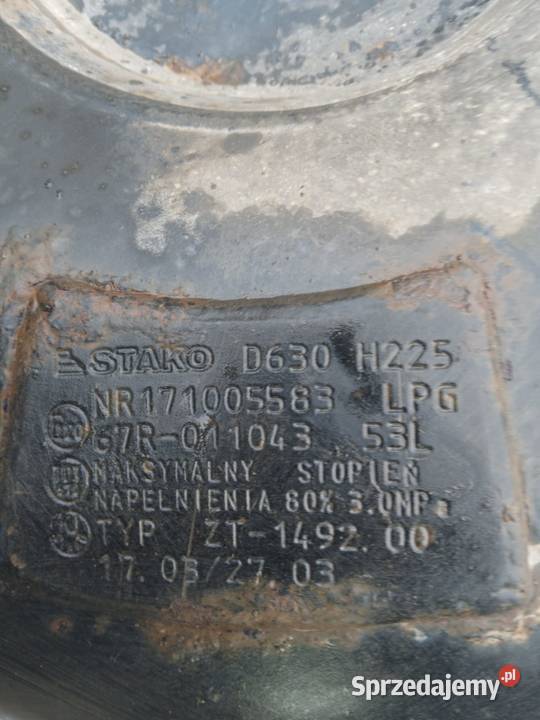 STAKO D630 H225
NR171005583 LPG
67R-011043 53L
MAKSYMALNY STOPIEŃ
NAPEŁNIENIA 80% 3.0MPa
TYP ZT-1492.00
17.03/27.03
Sprzedajemy.pl